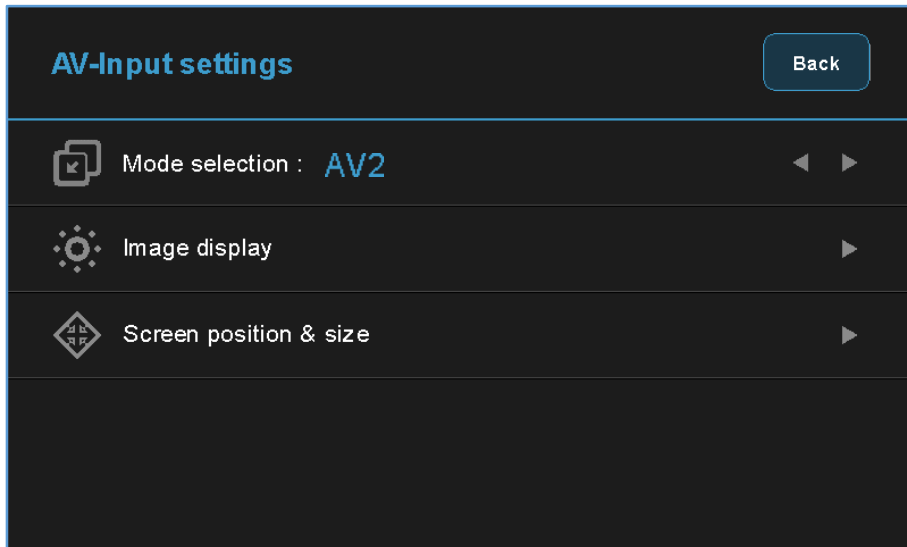 AV-Input settings
Back
Mode selection : AV2
Image display
Screen position & size